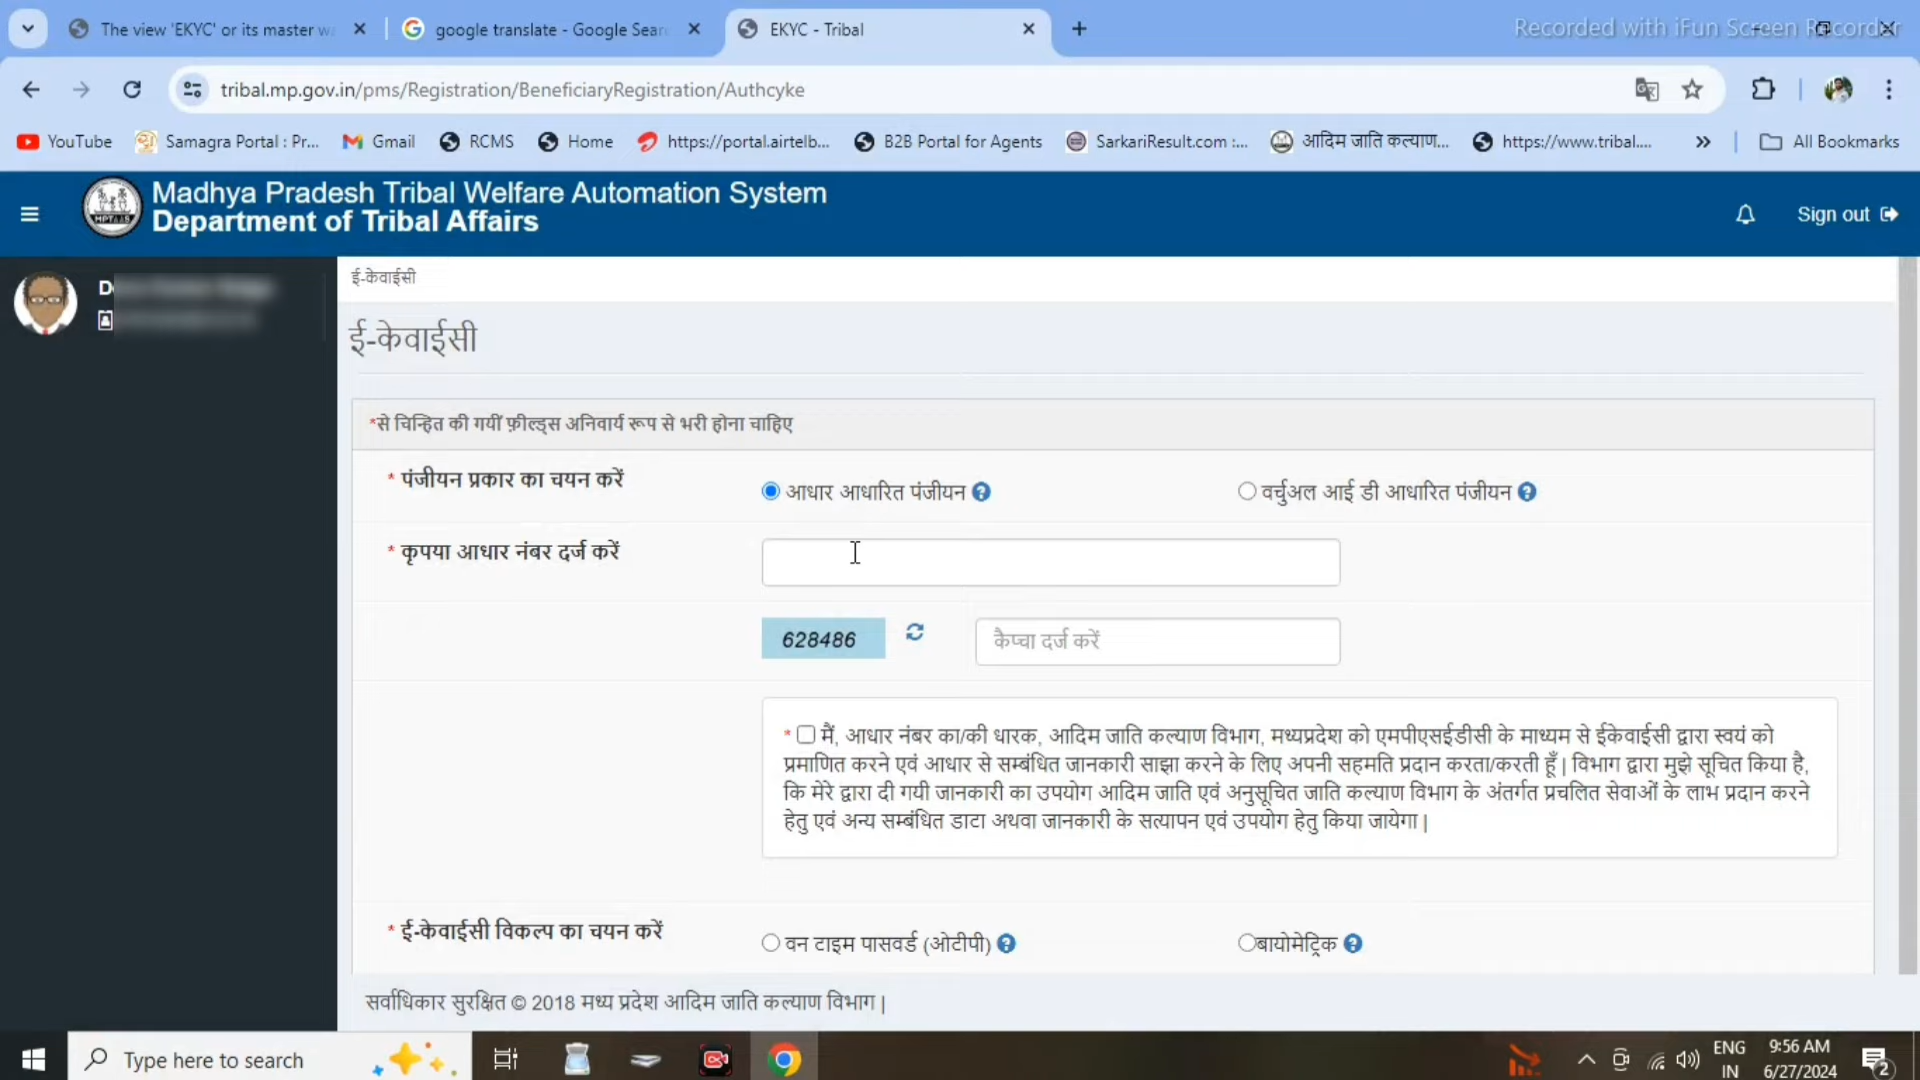 The view 'EKYC' or its master w
google translate - Google Sear
EKYC - Tribal
Recorded with iFun Screen Recorder
tribal.mp.gov.in/pms/Registration/BeneficiaryRegistration/Authcyke
YouTube
Samagra Portal : Pr...
Gmail
RCMS
Home
https://portal.airtelb...
B2B Portal for Agents
SarkariResult.com :...
आदिम जाति कल्याण...
https://www.tribal....
All Bookmarks
Madhya Pradesh Tribal Welfare Automation System
Department of Tribal Affairs
Sign out
ई-केवाईसी
ई-केवाईसी
*से चिन्हित की गयीं फ़ील्ड्स अनिवार्य रूप से भरी होना चाहिए
* पंजीयन प्रकार का चयन करें
आधार आधारित पंजीयन
वर्चुअल आई डी आधारित पंजीयन
* कृपया आधार नंबर दर्ज करें
628486
कैप्चा दर्ज करें
* मैं, आधार नंबर का/की धारक, आदिम जाति कल्याण विभाग, मध्यप्रदेश को एमपीएसईडीसी के माध्यम से ईकेवाईसी द्वारा स्वयं को
प्रमाणित करने एवं आधार से सम्बंधित जानकारी साझा करने के लिए अपनी सहमति प्रदान करता/करती हूँ | विभाग द्वारा मुझे सूचित किया है,
कि मेरे द्वारा दी गयी जानकारी का उपयोग आदिम जाति एवं अनुसूचित जाति कल्याण विभाग के अंतर्गत प्रचलित सेवाओं के लाभ प्रदान करने
हेतु एवं अन्य सम्बंधित डाटा अथवा जानकारी के सत्यापन एवं उपयोग हेतु किया जायेगा |
* ई-केवाईसी विकल्प का चयन करें
वन टाइम पासवर्ड (ओटीपी)
बायोमेट्रिक
सर्वाधिकार सुरक्षित © 2018 मध्य प्रदेश आदिम जाति कल्याण विभाग |
Type here to search
ENG
IN
9:56 AM
6/27/2024
2